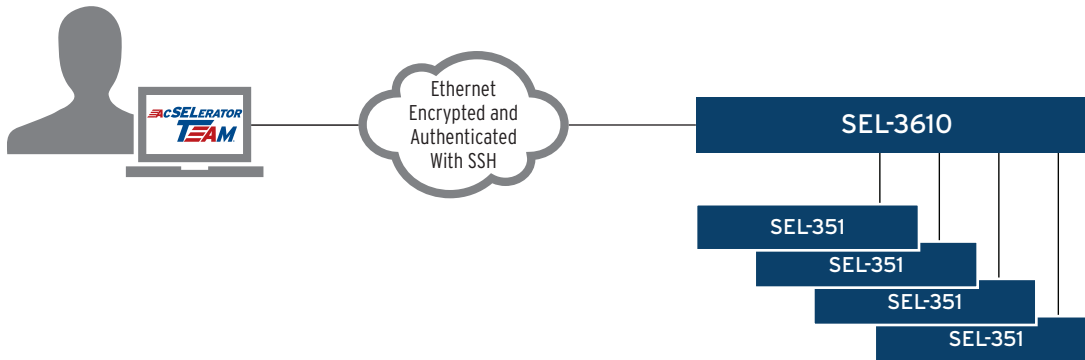 ACSELERATOR
TEAM
Ethernet
Encrypted and
Authenticated
With SSH
SEL-3610
SEL-351
SEL-351
SEL-351
SEL-351